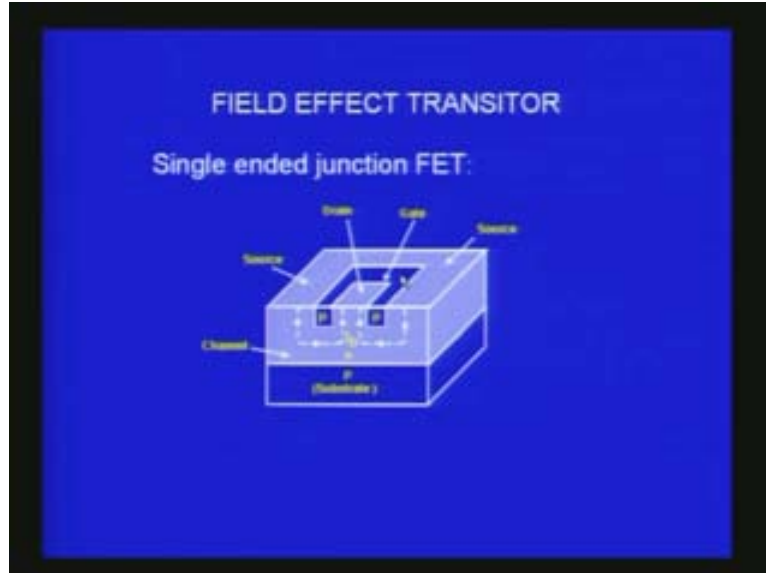 FIELD EFFECT TRANSITOR
Single ended junction FET:
Drain
Gate
Source
Source
P
P
Channel
n
P
(Substrate)